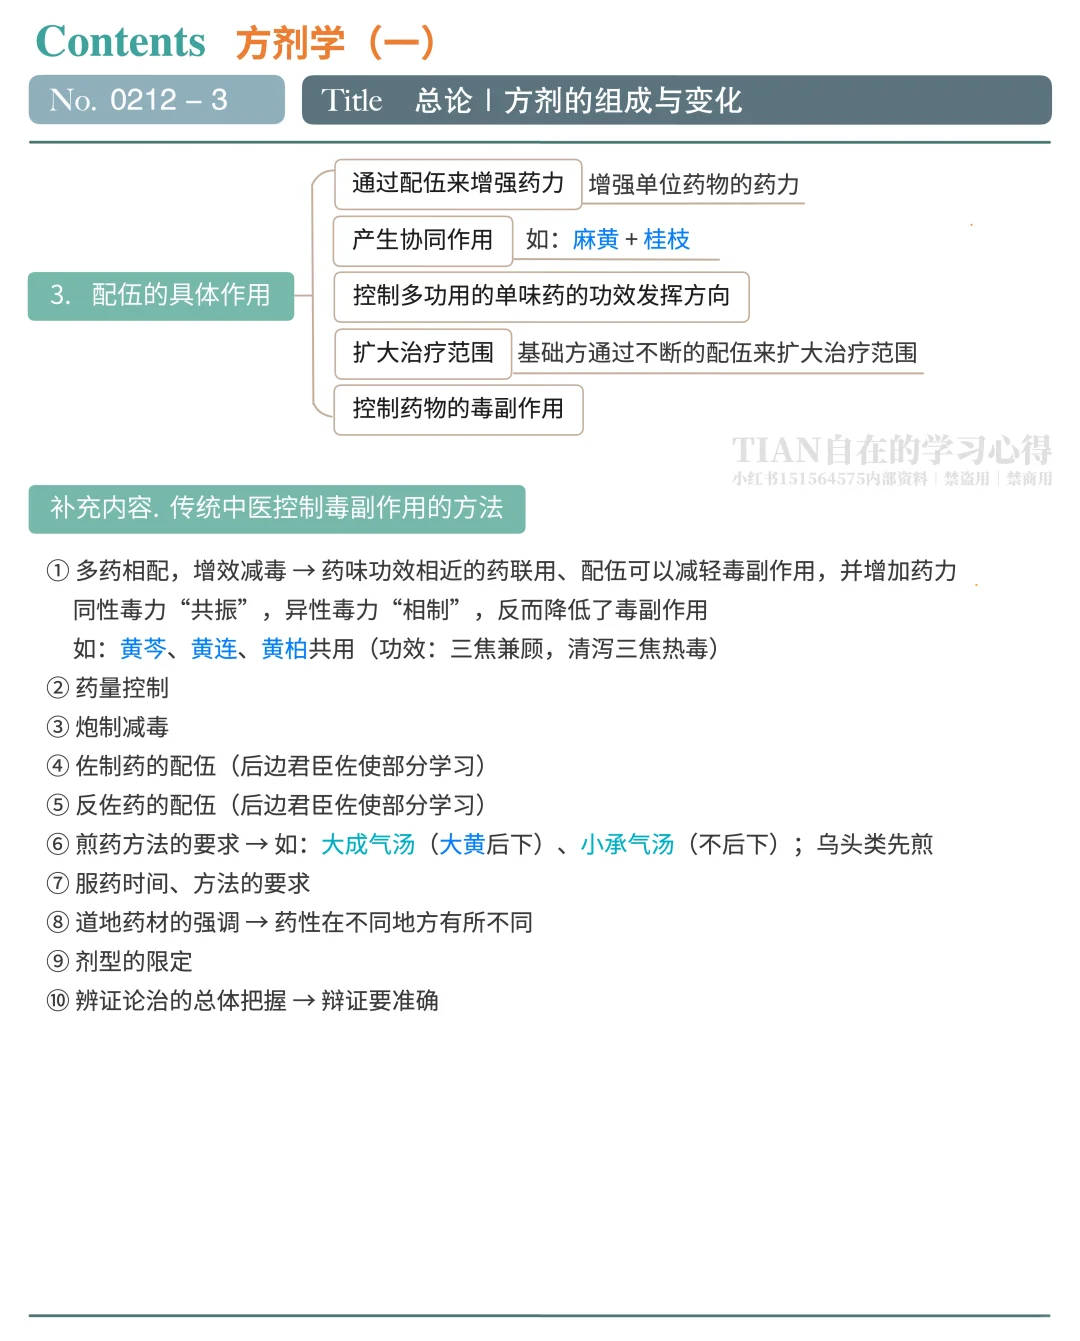 Contents 方剂学（一）
No. 0212 – 3
Title 总论 | 方剂的组成与变化
通过配伍来增强药力 增强单位药物的药力
产生协同作用 如：麻黄 + 桂枝
3. 配伍的具体作用
控制多功用的单味药的功效发挥方向
扩大治疗范围 基础方通过不断的配伍来扩大治疗范围
控制药物的毒副作用
TIAN自在的学习心得
小红书151564575内部资料 | 禁盗用 | 禁商用
补充内容. 传统中医控制毒副作用的方法
① 多药相配，增效减毒 → 药味功效相近的药联用、配伍可以减轻毒副作用，并增加药力
同性毒力“共振”，异性毒力“相制”，反而降低了毒副作用
如：黄芩、黄连、黄柏共用（功效：三焦兼顾，清泻三焦热毒）
② 药量控制
③ 炮制减毒
④ 佐制药的配伍（后边君臣佐使部分学习）
⑤ 反佐药的配伍（后边君臣佐使部分学习）
⑥ 煎药方法的要求 → 如：大成气汤（大黄后下）、小承气汤（不后下）；乌头类先煎
⑦ 服药时间、方法的要求
⑧ 道地药材的强调 → 药性在不同地方有所不同
⑨ 剂型的限定
⑩ 辨证论治的总体把握 → 辩证要准确